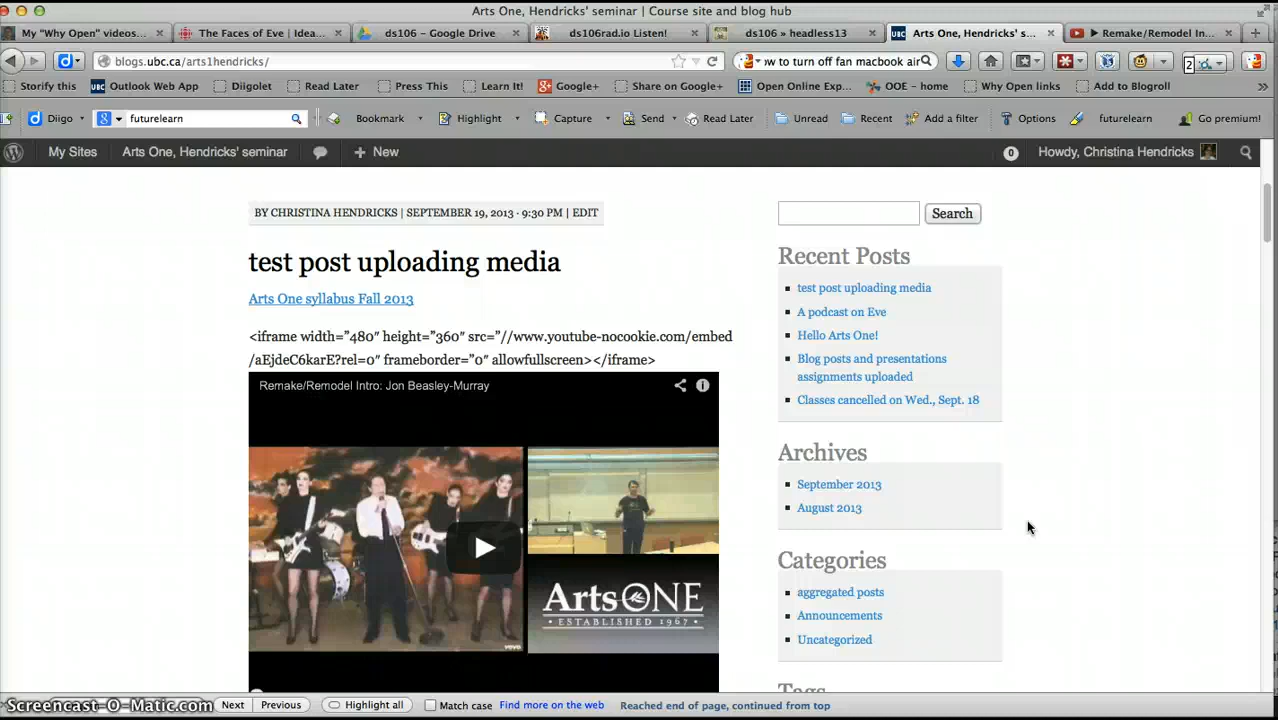 Arts One, Hendricks' seminar | Course site and blog hub
My "Why Open" videos... The Faces of Eve | Idea... ds106 – Google Drive ds106rad.io Listen! ds106 » headless13 UBC Arts One, Hendricks' s... ▶ Remake/Remodel In...
blogs.ubc.ca/arts1hendricks/ ow to turn off fan macbook air 2
Storify this UBC Outlook Web App Diigolet Read Later Press This Learn It! Google+ Share on Google+ Open Online Exp... OOE - home Why Open links Add to Blogroll »
Diigo futurelearn Bookmark Highlight Capture Send Read Later Unread Recent Add a filter Options futurelearn Go premium!
My Sites Arts One, Hendricks' seminar + New 0 Howdy, Christina Hendricks
BY CHRISTINA HENDRICKS | SEPTEMBER 19, 2013 · 9:30 PM | EDIT
test post uploading media
Arts One syllabus Fall 2013
<iframe width=”480″ height=”360″ src=”//www.youtube-nocookie.com/embed
/aEjdeC6karE?rel=0″ frameborder=”0″ allowfullscreen></iframe>
Remake/Remodel Intro: Jon Beasley-Murray
vevo
Arts ONE
ESTABLISHED 1967
Search
Recent Posts
test post uploading media
A podcast on Eve
Hello Arts One!
Blog posts and presentations
assignments uploaded
Classes cancelled on Wed., Sept. 18
Archives
September 2013
August 2013
Categories
aggregated posts
Announcements
Uncategorized
Tags
Screencast-O-Matic.com Next Previous Highlight all Match case Find more on the web Reached end of page, continued from top